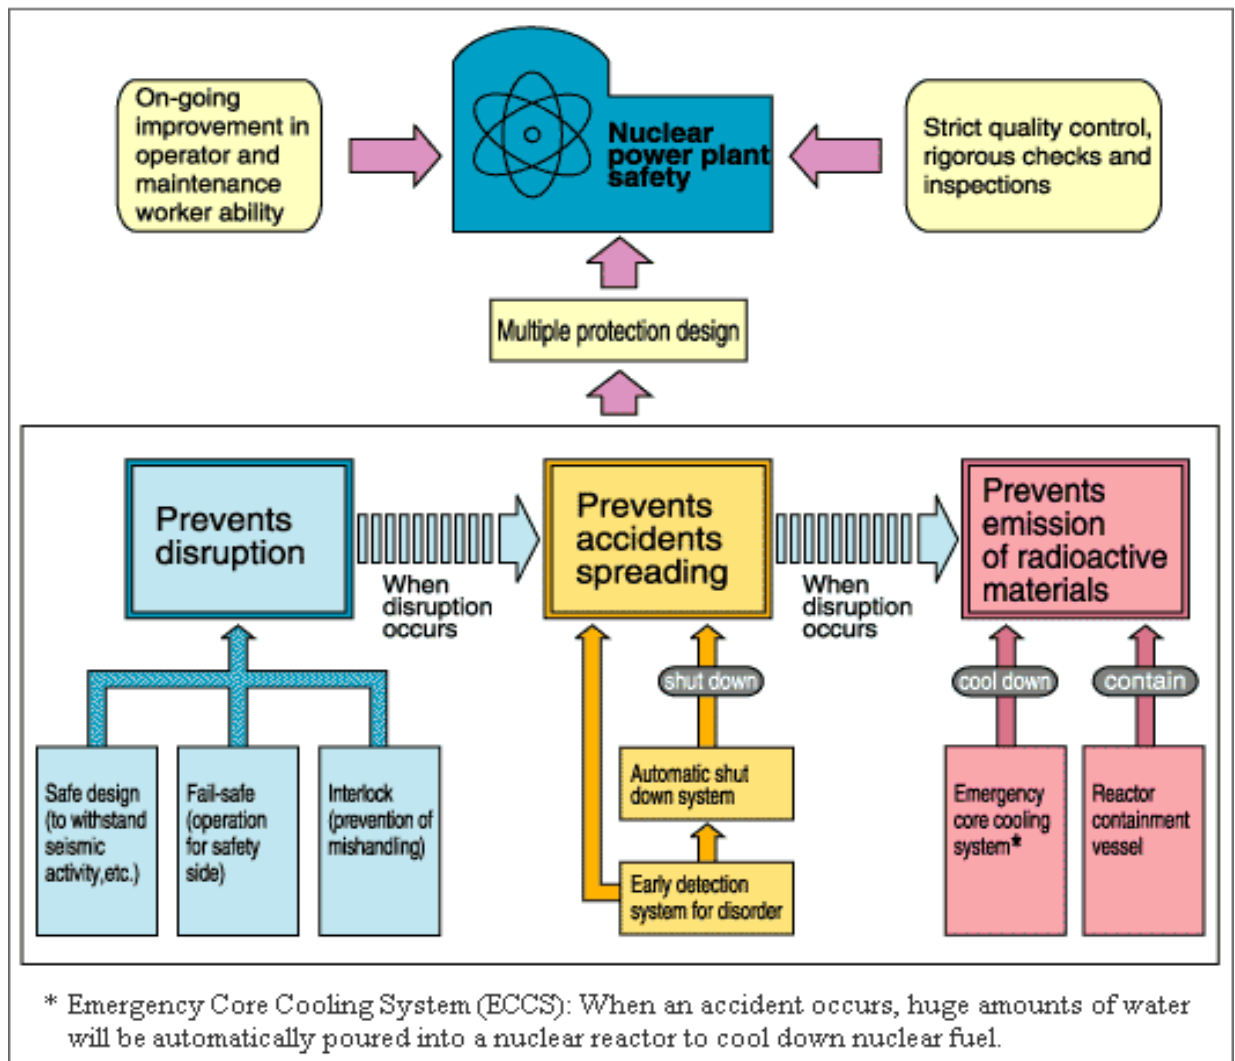 On-going
improvement in
operator and
maintenance
worker ability
Nuclear
power plant
safety
Strict quality control,
rigorous checks and
inspections
Multiple protection design
Prevents
disruption
When
disruption
occurs
Prevents
accidents
spreading
When
disruption
occurs
Prevents
emission
of radioactive
materials
shut down
cool down
contain
Safe design
(to withstand
seismic
activity,etc.)
Fail-safe
(operation
for safety
side)
Interlock
(prevention of
mishandling)
Automatic shut
down system
Early detection
system for disorder
Emergency
core cooling
system*
Reactor
containment
vessel
* Emergency Core Cooling System (ECCS): When an accident occurs, huge amounts of water
will be automatically poured into a nuclear reactor to cool down nuclear fuel.